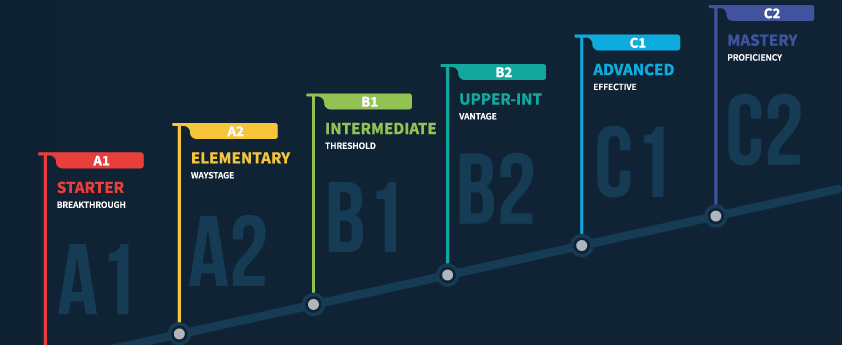 A1
STARTER
BREAKTHROUGH
A1
A2
ELEMENTARY
WAYSTAGE
A2
B1
INTERMEDIATE
THRESHOLD
B1
B2
UPPER-INT
VANTAGE
B2
C1
ADVANCED
EFFECTIVE
C1
C2
MASTERY
PROFICIENCY
C2